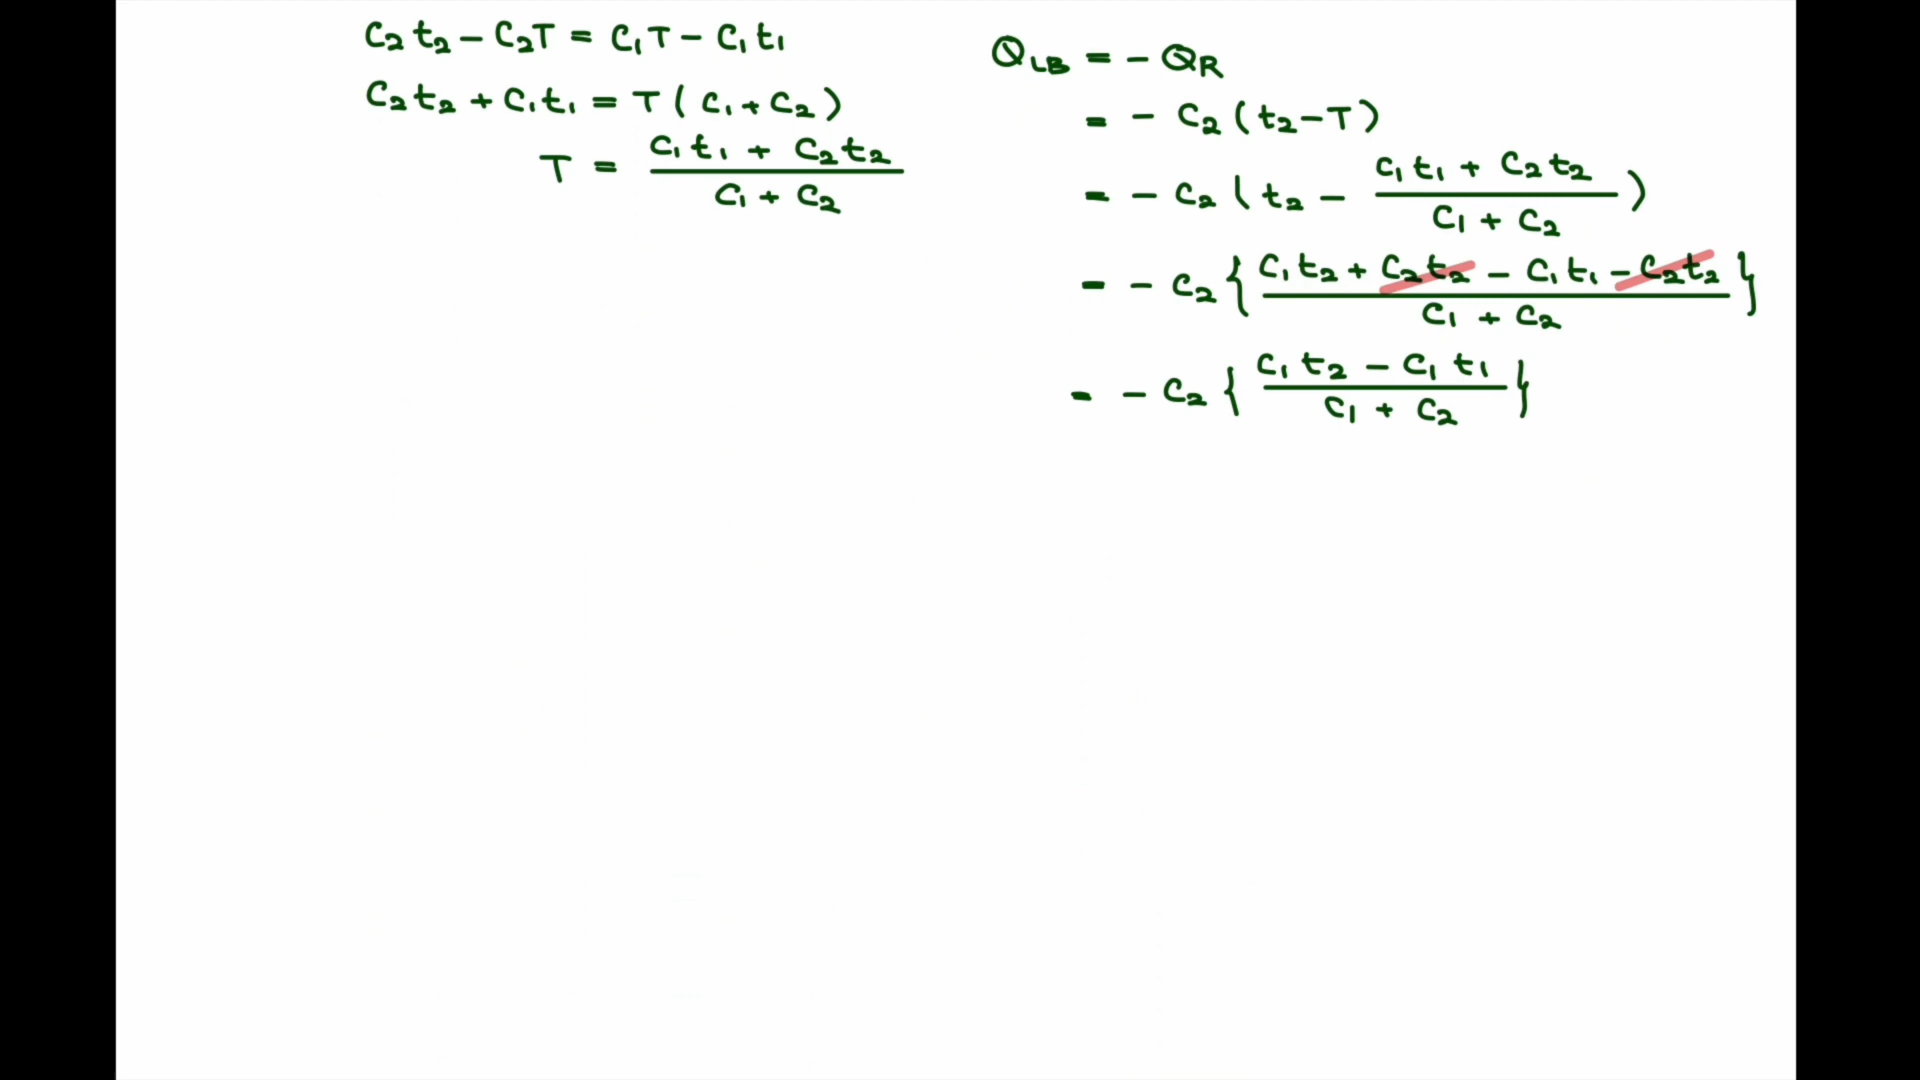 C₂t₂ - C₂T = C₁T - C₁t₁
C₂t₂ + C₁t₁ = T(C₁ + C₂)
T = (C₁t₁ + C₂t₂) / (C₁ + C₂)
Q_LB = - Q_R
= - C₂(t₂ - T)
= - C₂(t₂ - (C₁t₁ + C₂t₂) / (C₁ + C₂))
= - C₂{(C₁t₂ + C₂t₂ - C₁t₁ - C₂t₂) / (C₁ + C₂)}
= - C₂{(C₁t₂ - C₁t₁) / (C₁ + C₂)}